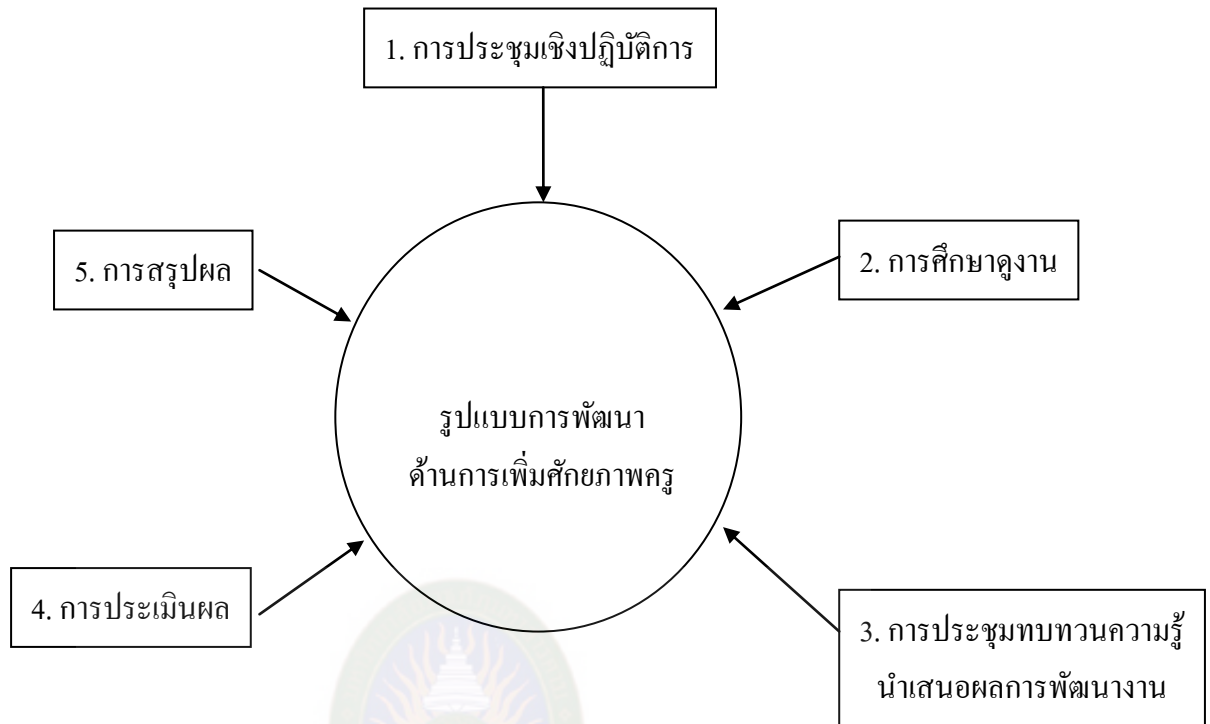 1. การประชุมเชิงปฏิบัติการ
2. การศึกษาดูงาน
5. การสรุปผล
รูปแบบการพัฒนา
ด้านการเพิ่มศักยภาพครู
4. การประเมินผล
3. การประชุมทบทวนความรู้
นำเสนอผลการพัฒนางาน